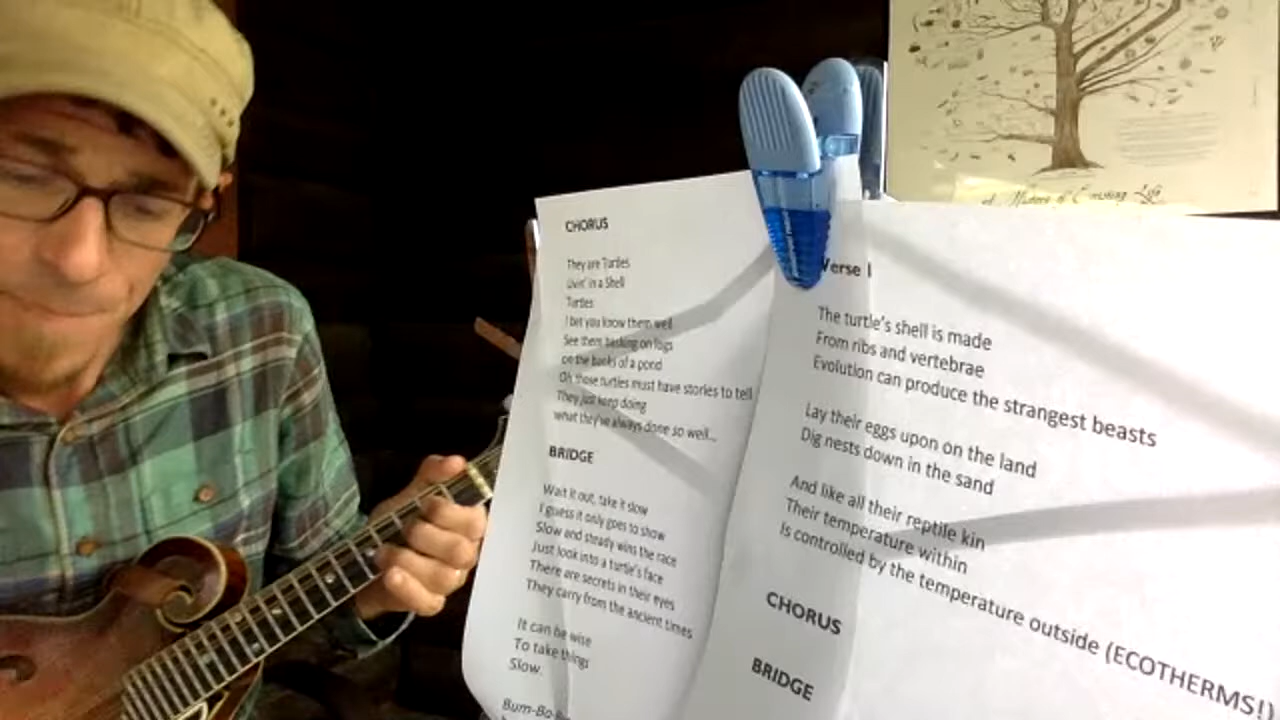 CHORUS
They are Turtles
Livin' in a Shell
Turtles
I bet you know them well
See them basking on logs
on the banks of a pond
Oh those turtles must have stories to tell
They just keep doing
what they've always done so well...
BRIDGE
Wait it out, take it slow
I guess it only goes to show
Slow and steady wins the race
Just look into a turtle's face
There are secrets in their eyes
They carry from the ancient times
It can be wise
To take things
Slow.
Bum-Bo-B
Verse I
The turtle's shell is made
From ribs and vertebrae
Evolution can produce the strangest beasts
Lay their eggs upon on the land
Dig nests down in the sand
And like all their reptile kin
Their temperature within
Is controlled by the temperature outside (ECOTHERMS!)
CHORUS
BRIDGE
of Life